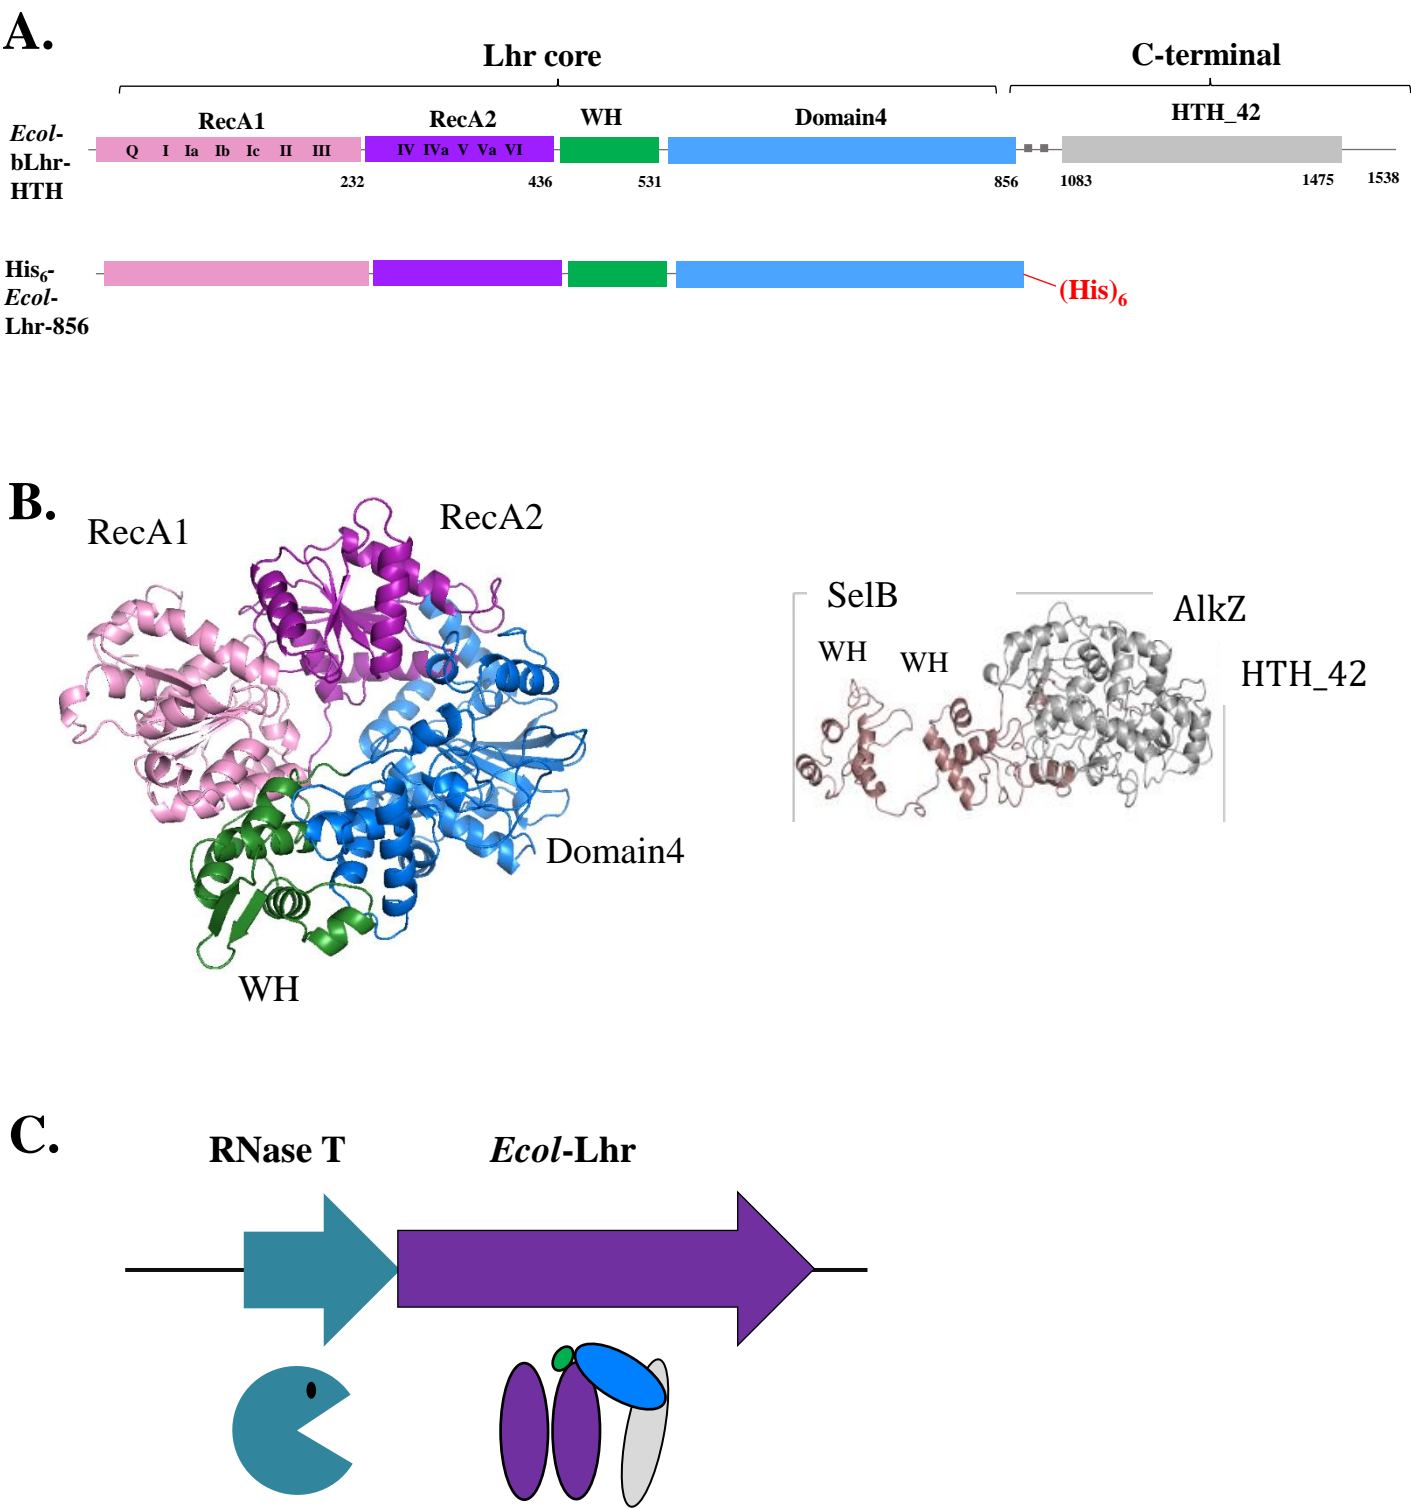 A.
Lhr core
C-terminal
RecA1
RecA2
WH
Domain4
HTH_42
Ecol-
bLhr-
HTH
Q I Ia Ib Ic II III
IV IVa V Va VI
232
436
531
856
1083
1475
1538
His6-
Ecol-
Lhr-856
(His)6
B.
RecA1
RecA2
Domain4
WH
SelB
WH
WH
AlkZ
HTH_42
C.
RNase T
Ecol-Lhr